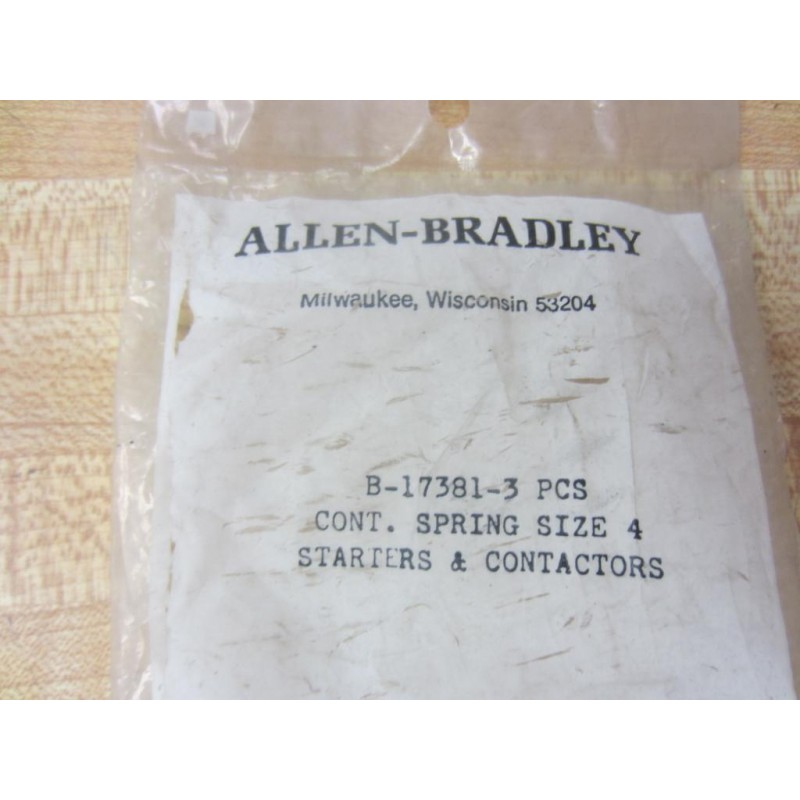 ALLEN-BRADLEY
Milwaukee, Wisconsin 53204
B-17381-3 PCS
CONT. SPRING SIZE 4
STARTERS & CONTACTORS